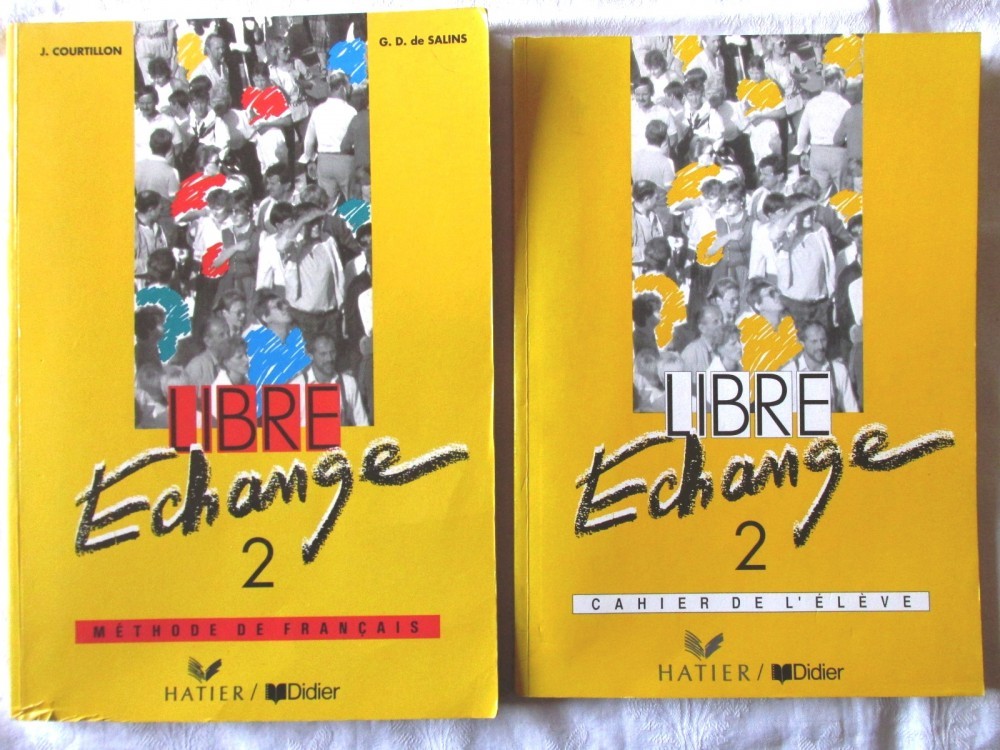 J. COURTILLON
G. D. de SALINS
LIBRE
Echange
2
MÉTHODE DE FRANÇAIS
HATIER / Didier
LIBRE
Echange
2
CAHIER DE L'ÉLÈVE
HATIER / Didier